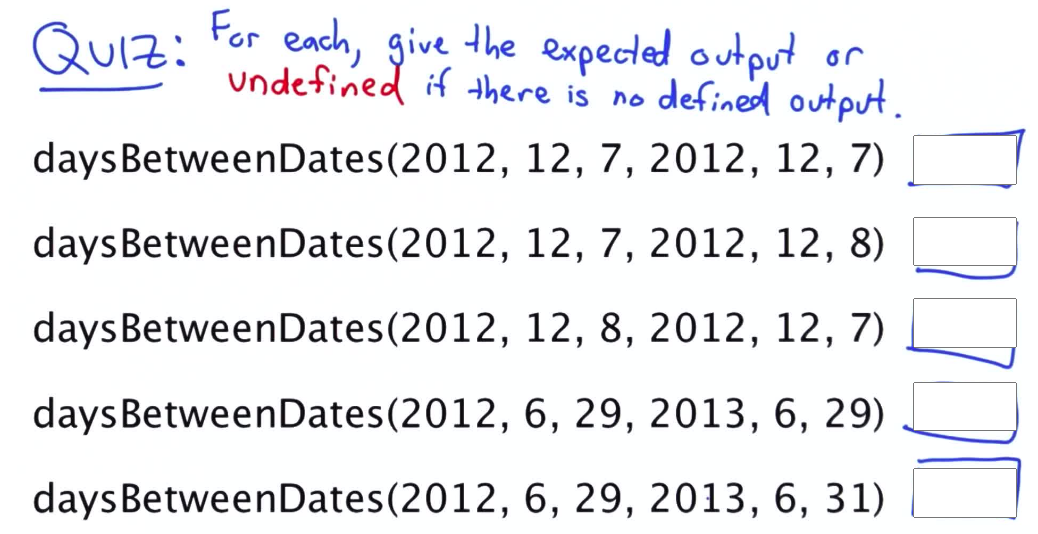 QUIZ: For each, give the expected output or
undefined if there is no defined output.
daysBetweenDates(2012, 12, 7, 2012, 12, 7)
daysBetweenDates(2012, 12, 7, 2012, 12, 8)
daysBetweenDates(2012, 12, 8, 2012, 12, 7)
daysBetweenDates(2012, 6, 29, 2013, 6, 29)
daysBetweenDates(2012, 6, 29, 2013, 6, 31)